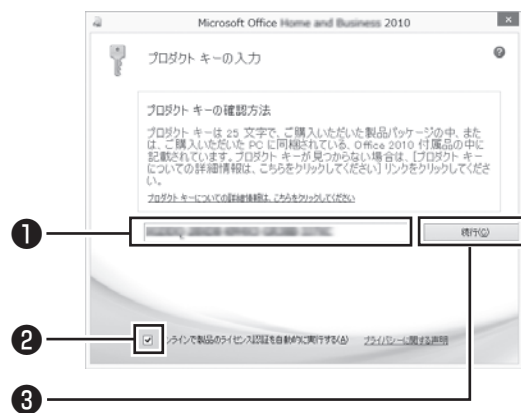 Microsoft Office Home and Business 2010
プロダクト キーの入力
プロダクト キーの確認方法
プロダクト キーは 25 文字で、ご購入いただいた製品パッケージの中、また
は、ご購入いただいた PC に同梱されている、Office 2010 付属品の中に
記載されています。プロダクト キーが見つからない場合は、[プロダクト キー
についての詳細情報は、こちらをクリックしてください] リンクをクリックしてくださ
い。
プロダクト キーについての詳細情報は、こちらをクリックしてください
❶
続行(C)
❷
ンラインで製品のライセンス認証を自動的に実行する(A) プライバシーに関する声明
❸